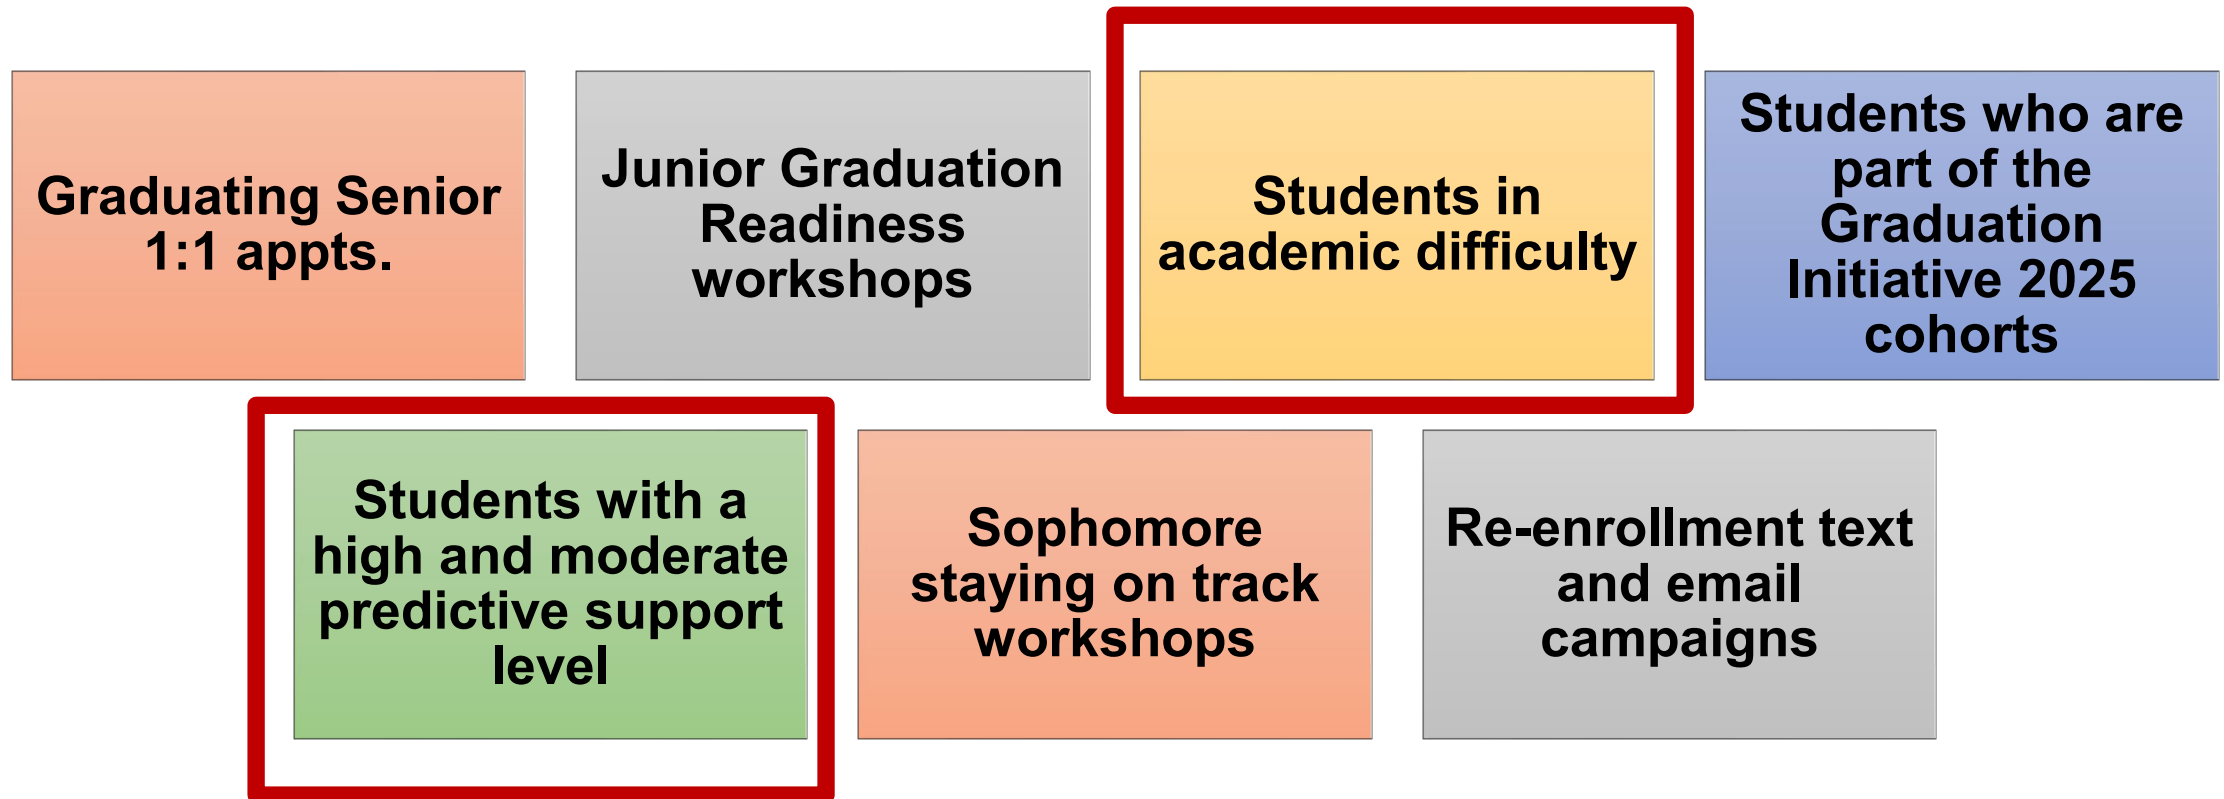 Graduating Senior
1:1 appts.
Junior Graduation
Readiness
workshops
Students in
academic difficulty
Students who are
part of the
Graduation
Initiative 2025
cohorts
Students with a
high and moderate
predictive support
level
Sophomore
staying on track
workshops
Re-enrollment text
and email
campaigns